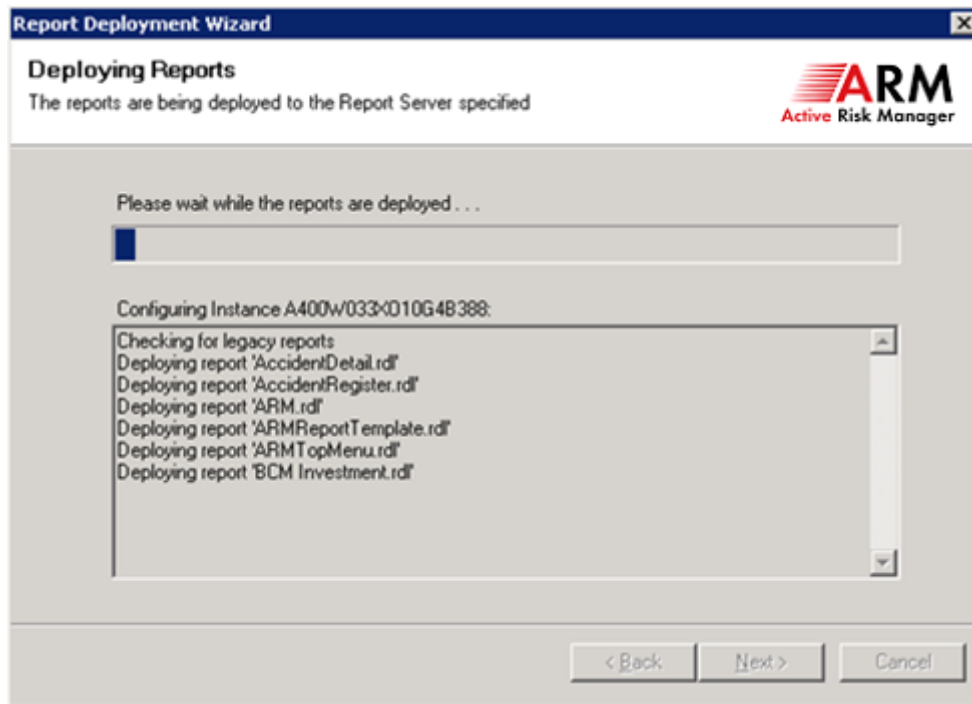 Report Deployment Wizard
Deploying Reports
The reports are being deployed to the Report Server specified
ARM
Active Risk Manager
Please wait while the reports are deployed . . .
Configuring Instance A400W033XO10G4B388:
Checking for legacy reports
Deploying report 'AccidentDetail.rdl'
Deploying report 'AccidentRegister.rdl'
Deploying report 'ARM.rdl'
Deploying report 'ARMReportTemplate.rdl'
Deploying report 'ARMTopMenu.rdl'
Deploying report 'BCM Investment.rdl'
< Back
Next >
Cancel